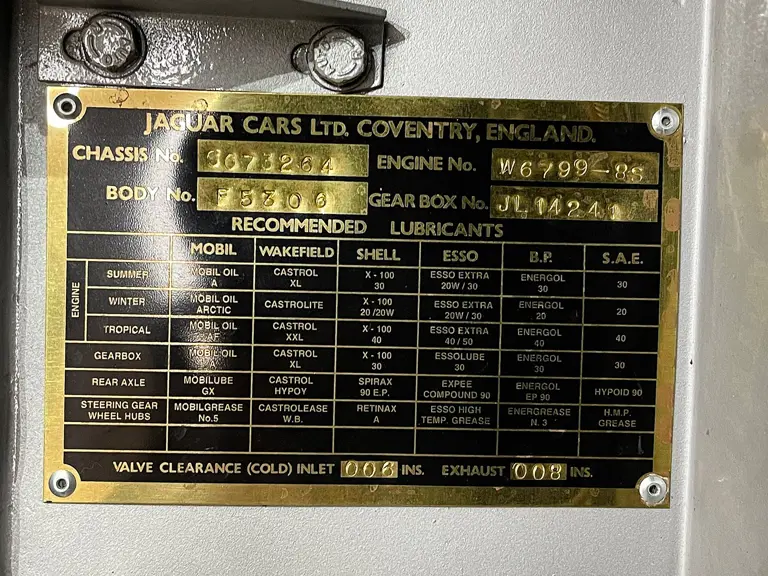 JAGUAR CARS LTD. COVENTRY, ENGLAND.
CHASSIS No. S673264 ENGINE No. W6799-8S
BODY No. F5306 GEAR BOX No. JL14241
RECOMMENDED LUBRICANTS
MOBIL WAKEFIELD SHELL ESSO B.P. S.A.E.
ENGINE
SUMMER MOBIL OIL A CASTROL XL X - 100 30 ESSO EXTRA 20W / 30 ENERGOL 30 30
WINTER MOBIL OIL ARCTIC CASTROLITE X - 100 20 /20W ESSO EXTRA 20W / 30 ENERGOL 20 20
TROPICAL MOBIL OIL AF CASTROL XXL X - 100 40 ESSO EXTRA 40 / 50 ENERGOL 40 40
GEARBOX MOBIL OIL A CASTROL XL X - 100 30 ESSOLUBE 30 ENERGOL 30 30
REAR AXLE MOBILUBE GX CASTROL HYPOY SPIRAX 90 E.P. EXPEE COMPOUND 90 ENERGOL EP 90 HYPOID 90
STEERING GEAR WHEEL HUBS MOBILGREASE No.5 CASTROLEASE W.B. RETINAX A ESSO HIGH TEMP. GREASE ENERGREASE N. 3 H.M.P. GREASE
VALVE CLEARANCE (COLD) INLET 006 INS. EXHAUST 008 INS.